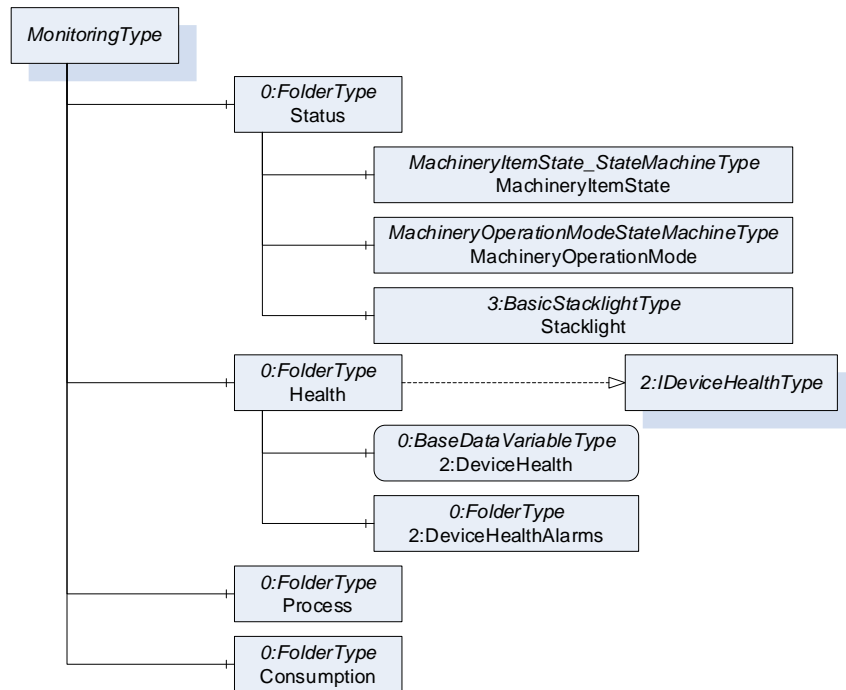 MonitoringType
0:FolderType
Status
MachineryItemState_StateMachineType
MachineryItemState
MachineryOperationModeStateMachineType
MachineryOperationMode
3:BasicStacklightType
Stacklight
0:FolderType
Health
2:IDeviceHealthType
0:BaseDataVariableType
2:DeviceHealth
0:FolderType
2:DeviceHealthAlarms
0:FolderType
Process
0:FolderType
Consumption